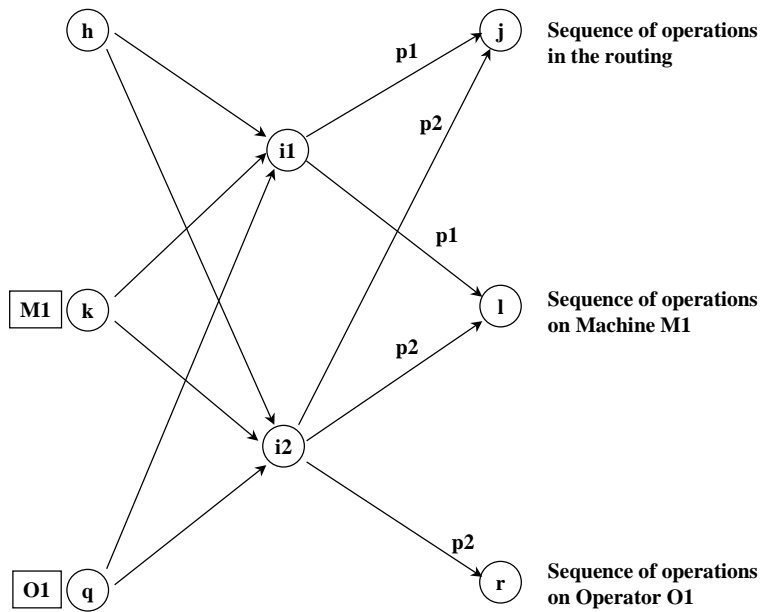 h
j
Sequence of operations
in the routing
p1
p2
i1
p1
M1
k
l
Sequence of operations
on Machine M1
p2
i2
p2
O1
q
r
Sequence of operations
on Operator O1